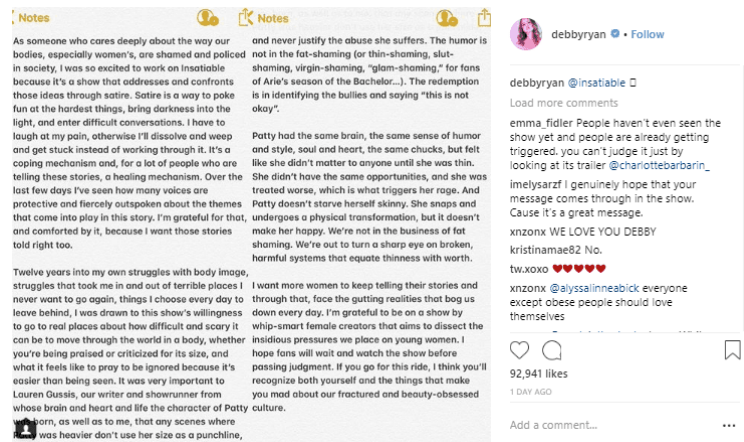 Notes
As someone who cares deeply about the way our
bodies, especially women's, are shamed and policed
in society, I was so excited to work on Insatiable
because it's a show that addresses and confronts
those ideas through satire. Satire is a way to poke
fun at the hardest things, bring darkness into the
light, and enter difficult conversations. I have to
laugh at my pain, otherwise I'll dissolve and weep
and get stuck instead of working through it. It's a
coping mechanism and, for a lot of people who are
telling these stories, a healing mechanism. Over the
last few days I've seen how many voices are
protective and fiercely outspoken about the themes
that come into play in this story. I'm grateful for that,
and comforted by it, because I want those stories
told right too.
Twelve years into my own struggles with body image,
struggles that took me in and out of terrible places I
never want to go again, things I choose every day to
leave behind, I was drawn to this show's willingness
to go to real places about how difficult and scary it
can be to move through the world in a body, whether
you're being praised or criticized for its size, and
what it feels like to pray to be ignored because it's
easier than being seen. It was very important to
Lauren Gussis, our writer and showrunner from
whose brain and heart and life the character of Patty
was born, as well as to me, that any scenes where
Patty was heavier don't use her size as a punchline,
Notes
and never justify the abuse she suffers. The humor is
not in the fat-shaming (or thin-shaming, slut-
shaming, virgin-shaming, "glam-shaming," for fans
of Arie's season of the Bachelor...). The redemption
is in identifying the bullies and saying "this is not
okay".
Patty had the same brain, the same sense of humor
and style, soul and heart, the same chucks, but felt
like she didn't matter to anyone until she was thin.
She didn't have the same opportunities, and she was
treated worse, which is what triggers her rage. And
Patty doesn't starve herself skinny. She snaps and
undergoes a physical transformation, but it doesn't
make her happy. We're not in the business of fat
shaming. We're out to turn a sharp eye on broken,
harmful systems that equate thinness with worth.
I want more women to keep telling their stories and
through that, face the gutting realities that bog us
down every day. I'm grateful to be on a show by
whip-smart female creators that aims to dissect the
insidious pressures we place on young women. I
hope fans will wait and watch the show before
passing judgment. If you go for this ride, I think you'll
recognize both yourself and the things that make
you mad about our fractured and beauty-obsessed
culture.
debbyryan • Follow
debbyryan @insatiable
Load more comments
emma_fidler People haven't even seen the
show yet and people are already getting
triggered. you can't judge it just by
looking at its trailer @charlottebarbarin_
imelysarzf I genuinely hope that your
message comes through in the show.
Cause it's a great message.
xnzonx WE LOVE YOU DEBBY
kristinamae82 No.
tw.xoxo ♥♥♥♥♥
xnzonx @alyssalinneabick everyone
except obese people should love
themselves
92,941 likes
1 DAY AGO
Add a comment...